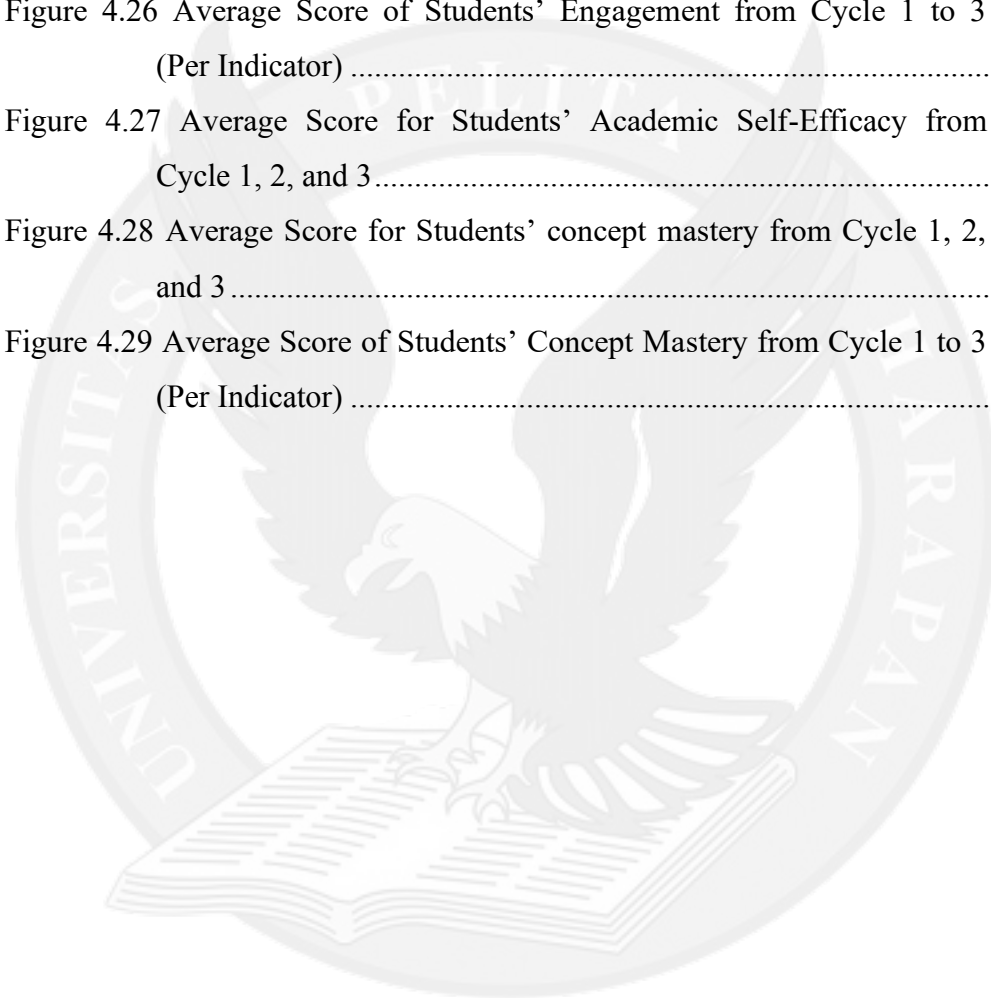 Figure 4.26 Average Score of Students’ Engagement from Cycle 1 to 3
(Per Indicator) ....................................................................................
Figure 4.27 Average Score for Students’ Academic Self-Efficacy from
Cycle 1, 2, and 3.................................................................................
Figure 4.28 Average Score for Students’ concept mastery from Cycle 1, 2,
and 3 ...................................................................................................
Figure 4.29 Average Score of Students’ Concept Mastery from Cycle 1 to 3
(Per Indicator) ....................................................................................
UNIVERSITAS PELITA HARAPAN